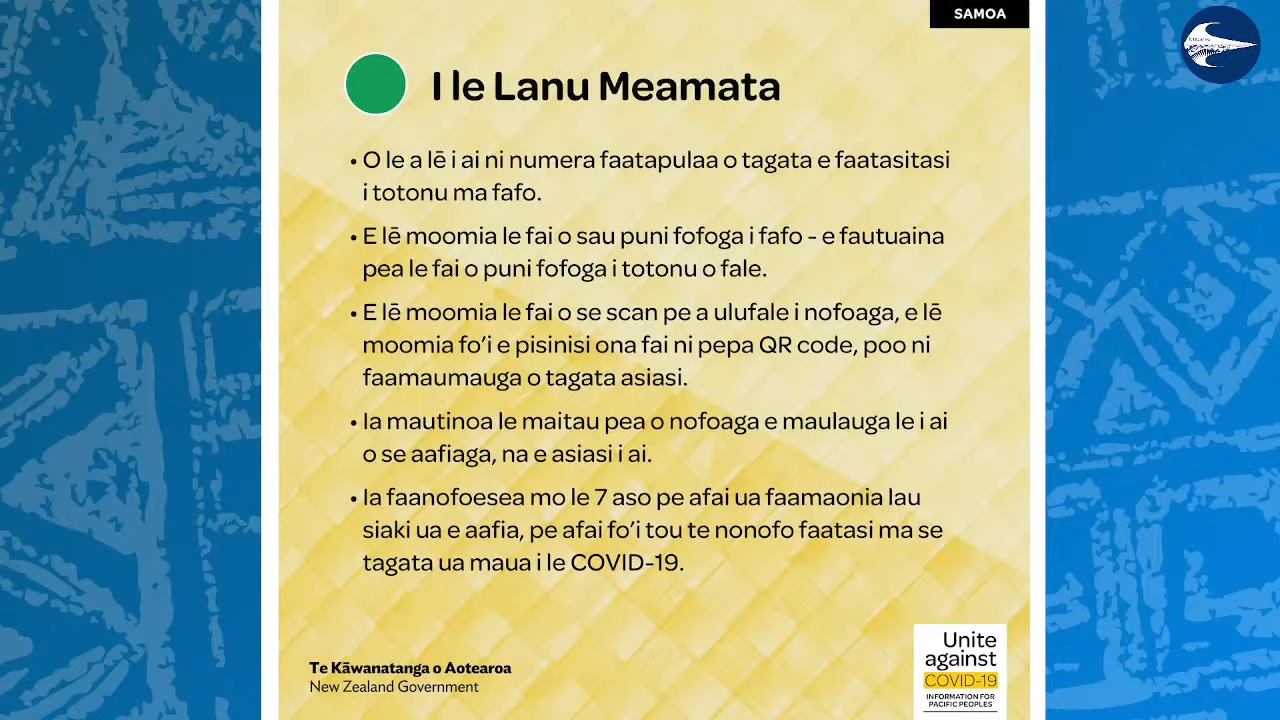 SAMOA
I le Lanu Meamata
• O le a lē i ai ni numera faatapulaa o tagata e faatasitasi
i totonu ma fafo.
• E lē moomia le fai o sau puni fofoga i fafo - e fautuaina
pea le fai o puni fofoga i totonu o fale.
• E lē moomia le fai o se scan pe a ulufale i nofoaga, e lē
moomia fo’i e pisinisi ona fai ni pepa QR code, poo ni
faamaumauga o tagata asiasi.
• Ia mautinoa le maitau pea o nofoaga e maulauga le i ai
o se aafiaga, na e asiasi i ai.
• Ia faanofoesea mo le 7 aso pe afai ua faamaonia lau
siaki ua e aafia, pe afai fo’i tou te nonofo faatasi ma se
tagata ua maua i le COVID-19.
Te Kāwanatanga o Aotearoa
New Zealand Government
Unite
against
COVID-19
INFORMATION FOR
PACIFIC PEOPLES